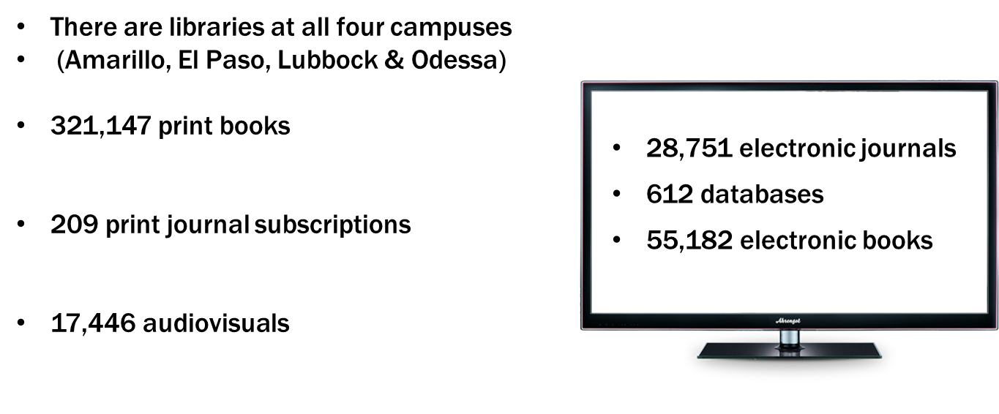 • There are libraries at all four campuses
• (Amarillo, El Paso, Lubbock & Odessa)
• 321,147 print books
• 209 print journal subscriptions
• 17,446 audiovisuals
• 28,751 electronic journals
• 612 databases
• 55,182 electronic books